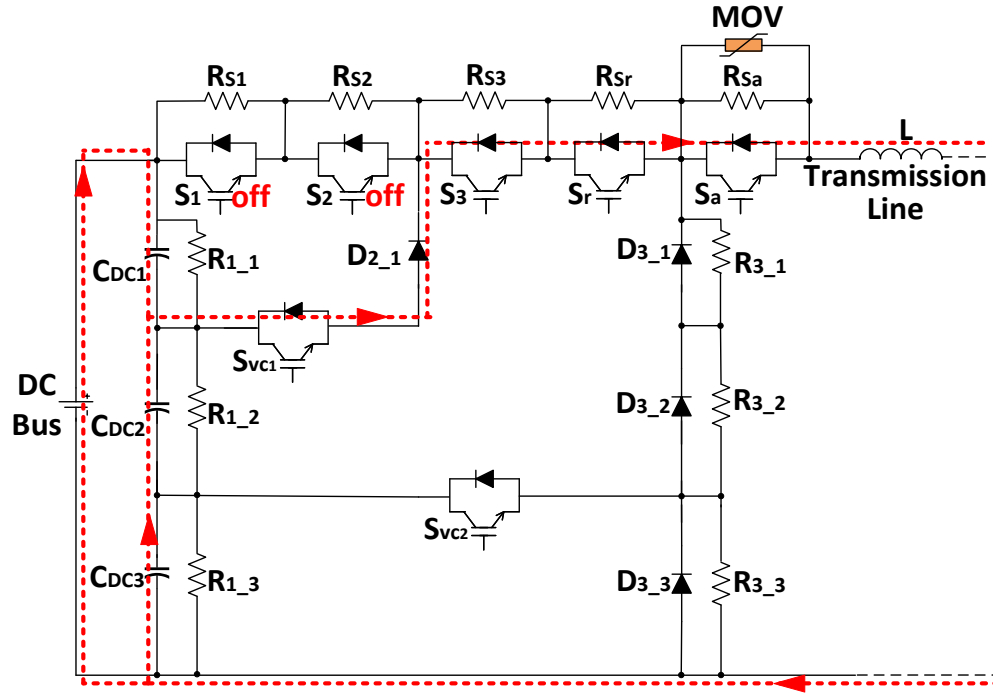 MOV
RS1
RS2
RS3
RSr
RSa
L
S1
off
S2
off
S3
Sr
Sa
Transmission
Line
CDC1
R1_1
D2_1
D3_1
R3_1
SVC1
DC
Bus
+
-
CDC2
R1_2
D3_2
R3_2
SVC2
CDC3
R1_3
D3_3
R3_3